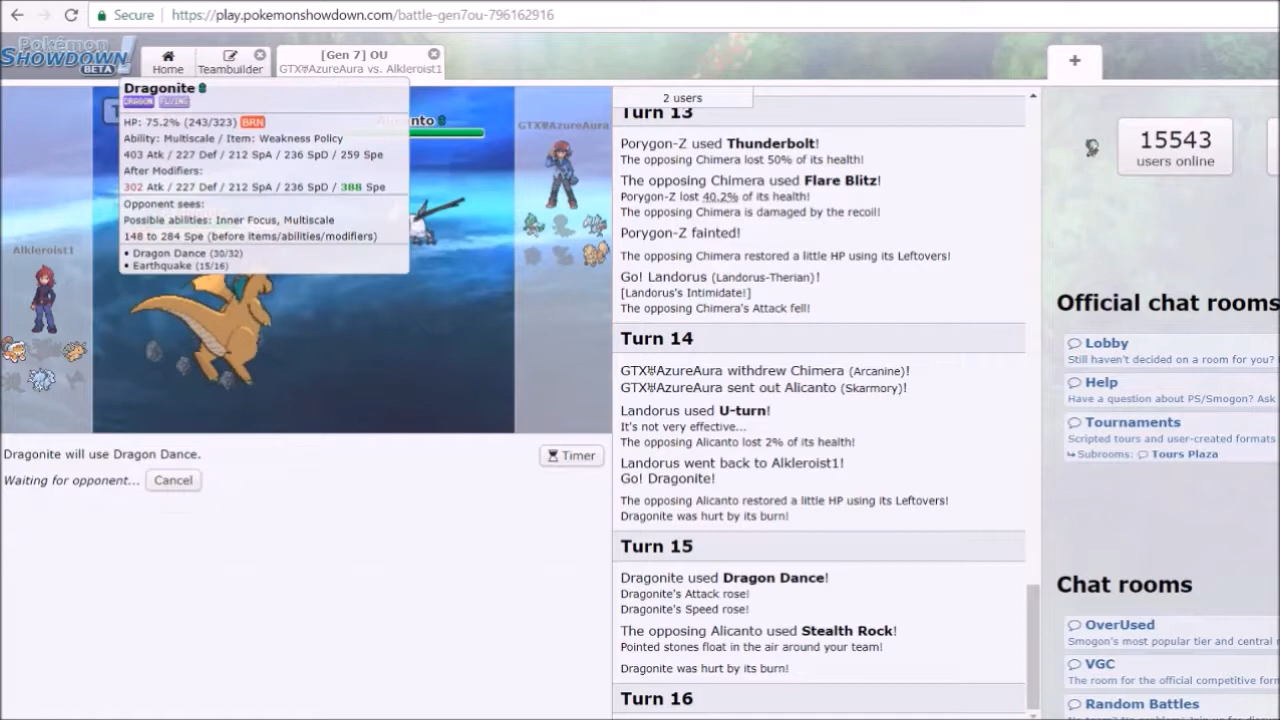 Secure https://play.pokemonshowdown.com/battle-gen7ou-796162916
Pokémon
SHOWDOWN
BETA
Home
Teambuilder
[Gen 7] OU
GTX♅AzureAura vs. Alkleroist1
+
Dragonite
DRAGON FLYING
HP: 75.2% (243/323) BRN
Ability: Multiscale / Item: Weakness Policy
403 Atk / 227 Def / 212 SpA / 236 SpD / 259 Spe
After Modifiers:
302 Atk / 227 Def / 212 SpA / 236 SpD / 388 Spe
Opponent sees:
Possible abilities: Inner Focus, Multiscale
148 to 284 Spe (before items/abilities/modifiers)
• Dragon Dance (30/32)
• Earthquake (15/16)
GTX♅AzureAura
Alkleroist1
Dragonite will use Dragon Dance.
Waiting for opponent... Cancel
Timer
2 users
Turn 13
Porygon-Z used Thunderbolt!
The opposing Chimera lost 50% of its health!
The opposing Chimera used Flare Blitz!
Porygon-Z lost 40.2% of its health!
The opposing Chimera is damaged by the recoil!
Porygon-Z fainted!
The opposing Chimera restored a little HP using its Leftovers!
Go! Landorus (Landorus-Therian)!
[Landorus's Intimidate!]
The opposing Chimera's Attack fell!
Turn 14
GTX♅AzureAura withdrew Chimera (Arcanine)!
GTX♅AzureAura sent out Alicanto (Skarmory)!
Landorus used U-turn!
It's not very effective...
The opposing Alicanto lost 2% of its health!
Landorus went back to Alkleroist1!
Go! Dragonite!
The opposing Alicanto restored a little HP using its Leftovers!
Dragonite was hurt by its burn!
Turn 15
Dragonite used Dragon Dance!
Dragonite's Attack rose!
Dragonite's Speed rose!
The opposing Alicanto used Stealth Rock!
Pointed stones float in the air around your team!
Dragonite was hurt by its burn!
Turn 16
15543
users online
Official chat rooms
Lobby
Still haven't decided on a room for you?
Help
Have a question about PS/Smogon? Ask
Tournaments
Scripted tours and user-created formats
Subrooms: Tours Plaza
Chat rooms
OverUsed
Smogon's most popular tier and central
VGC
The room for the official competitive form
Random Battles